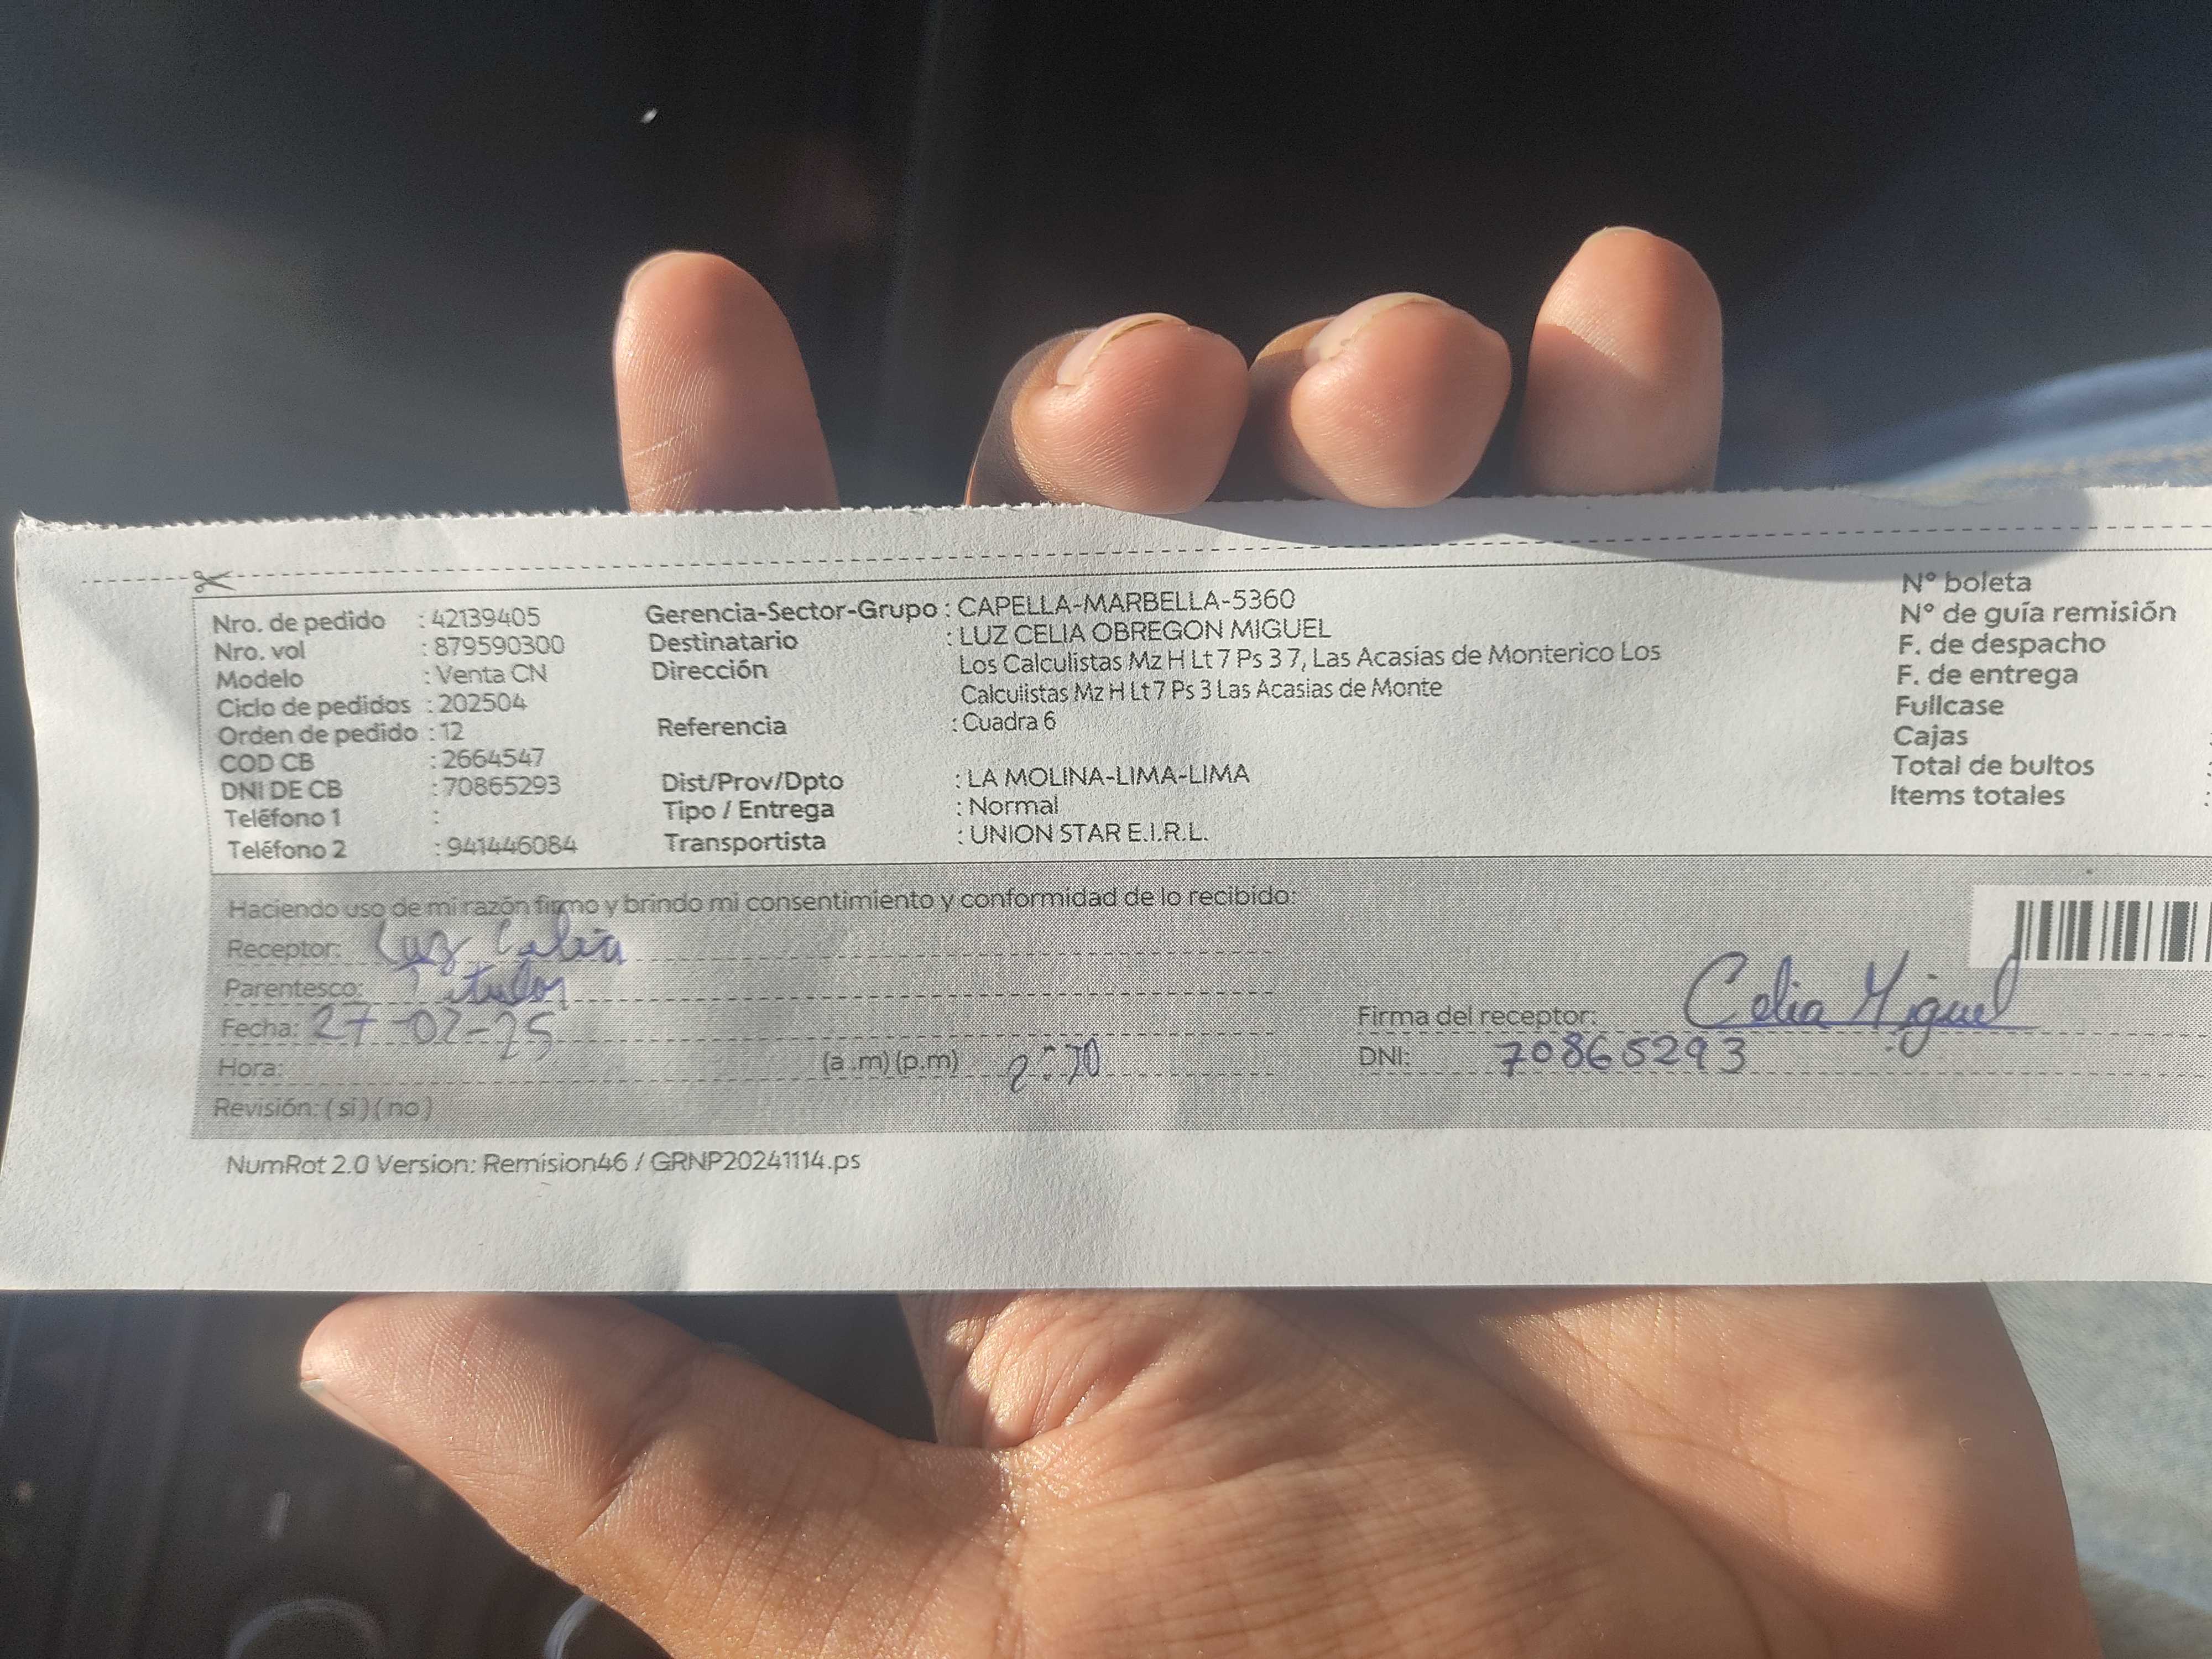 Nro. de pedido : 42139405
Nro. vol : 879590300
Modelo : Venta CN
Ciclo de pedidos : 202504
Orden de pedido : 12
COD CB : 2664547
DNI DE CB : 70865293
Teléfono 1 :
Teléfono 2 : 941446084
Gerencia-Sector-Grupo : CAPELLA-MARBELLA-5360
Destinatario : LUZ CELIA OBREGON MIGUEL
Dirección Los Calculistas Mz H Lt 7 Ps 3 7, Las Acasías de Monterico Los
Calculistas Mz H Lt 7 Ps 3 Las Acasias de Monte
Referencia : Cuadra 6
Dist/Prov/Dpto : LA MOLINA-LIMA-LIMA
Tipo / Entrega : Normal
Transportista : UNION STAR E.I.R.L.
N° boleta
N° de guía remisión
F. de despacho
F. de entrega
Fullcase
Cajas :
Total de bultos :
Items totales :
Haciendo uso de mi razón firmo y brindo mi consentimiento y conformidad de lo recibido:
Receptor: Luz Celia
Parentesco: Titular
Fecha: 27-02-25
Hora: (a .m) (p.m)
Revisión: ( si ) ( no )
Firma del receptor: Celia Miguel
DNI: 70865293
NumRot 2.0 Version: Remision46 / GRNP20241114.ps